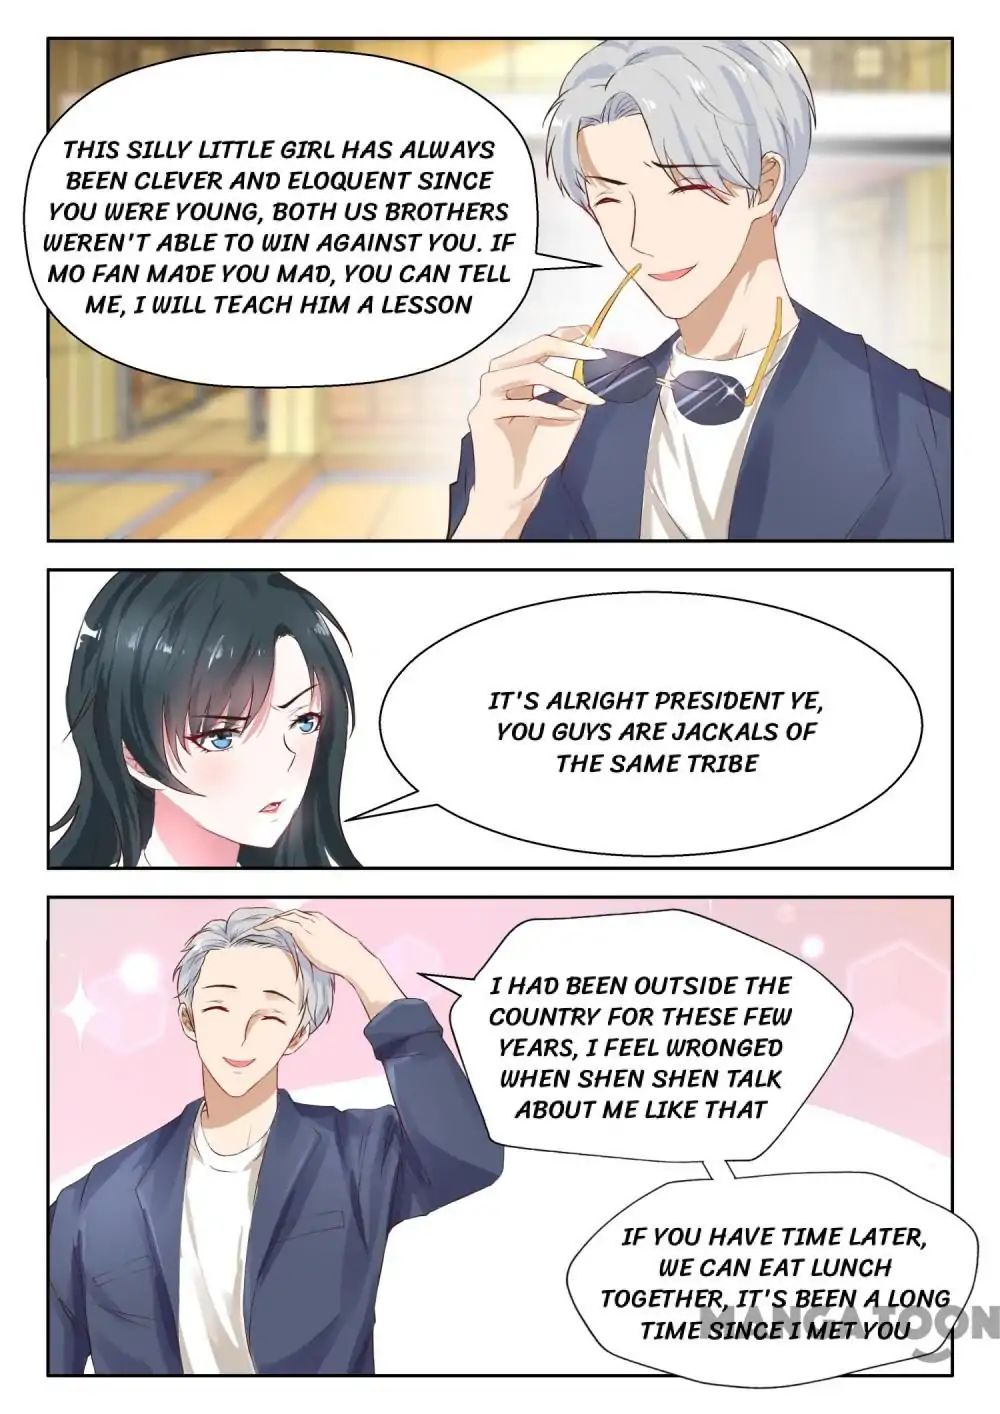 THIS SILLY LITTLE GIRL HAS ALWAYS
BEEN CLEVER AND ELOQUENT SINCE
YOU WERE YOUNG, BOTH US BROTHERS
WEREN'T ABLE TO WIN AGAINST YOU. IF
MO FAN MADE YOU MAD, YOU CAN TELL
ME, I WILL TEACH HIM A LESSON
IT'S ALRIGHT PRESIDENT YE,
YOU GUYS ARE JACKALS OF
THE SAME TRIBE
I HAD BEEN OUTSIDE THE
COUNTRY FOR THESE FEW
YEARS, I FEEL WRONGED
WHEN SHEN SHEN TALK
ABOUT ME LIKE THAT
IF YOU HAVE TIME LATER,
WE CAN EAT LUNCH
TOGETHER, IT'S BEEN A LONG
TIME SINCE I MET YOU
MANGATOON